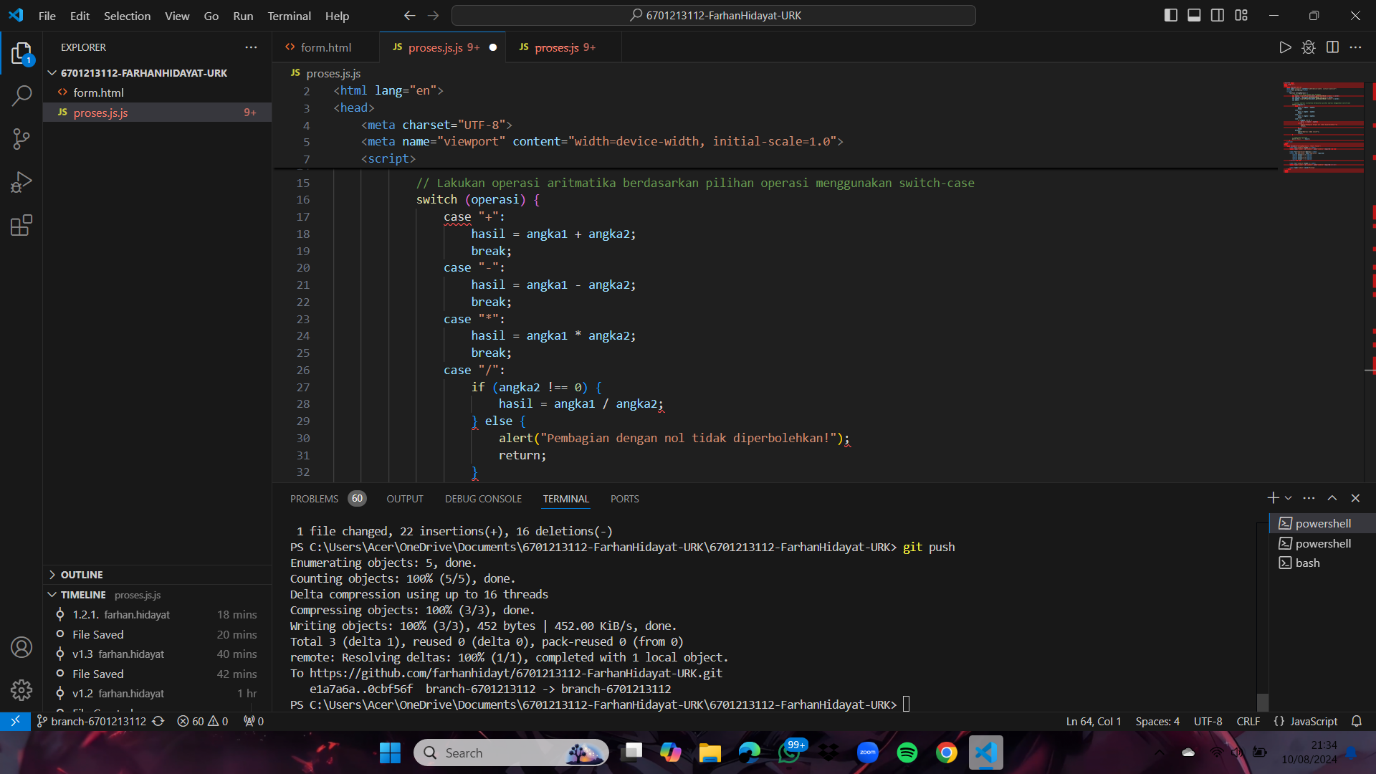 File Edit Selection View Go Run Terminal Help
6701213112-FarhanHidayat-URK
EXPLORER
6701213112-FARHANHIDAYAT-URK
form.html
JS proses.js.js 9+
form.html
JS proses.js.js 9+
JS proses.js 9+
JS proses.js.js
2 <html lang="en">
3 <head>
4 <meta charset="UTF-8">
5 <meta name="viewport" content="width=device-width, initial-scale=1.0">
7 <script>
15 // Lakukan operasi aritmatika berdasarkan pilihan operasi menggunakan switch-case
16 switch (operasi) {
17 case "+":
18 hasil = angka1 + angka2;
19 break;
20 case "-":
21 hasil = angka1 - angka2;
22 break;
23 case "*":
24 hasil = angka1 * angka2;
25 break;
26 case "/":
27 if (angka2 !== 0) {
28 hasil = angka1 / angka2;
29 } else {
30 alert("Pembagian dengan nol tidak diperbolehkan!");
31 return;
32 }
PROBLEMS 60 OUTPUT DEBUG CONSOLE TERMINAL PORTS
1 file changed, 22 insertions(+), 16 deletions(-)
PS C:\Users\Acer\OneDrive\Documents\6701213112-FarhanHidayat-URK\6701213112-FarhanHidayat-URK> git push
Enumerating objects: 5, done.
Counting objects: 100% (5/5), done.
Delta compression using up to 16 threads
Compressing objects: 100% (3/3), done.
Writing objects: 100% (3/3), 452 bytes | 452.00 KiB/s, done.
Total 3 (delta 1), reused 0 (delta 0), pack-reused 0 (from 0)
remote: Resolving deltas: 100% (1/1), completed with 1 local object.
To https://github.com/farhanhidayt/6701213112-FarhanHidayat-URK.git
e1a7a6a..0cbf56f branch-6701213112 -> branch-6701213112
PS C:\Users\Acer\OneDrive\Documents\6701213112-FarhanHidayat-URK\6701213112-FarhanHidayat-URK>
powershell
powershell
bash
OUTLINE
TIMELINE proses.js.js
1.2.1. farhan.hidayat 18 mins
File Saved 20 mins
v1.3 farhan.hidayat 40 mins
File Saved 42 mins
v1.2 farhan.hidayat 1 hr
branch-6701213112 60 0 0
Ln 64, Col 1 Spaces: 4 UTF-8 CRLF {} JavaScript
Search
99+
zoom
21:34
10/08/2024